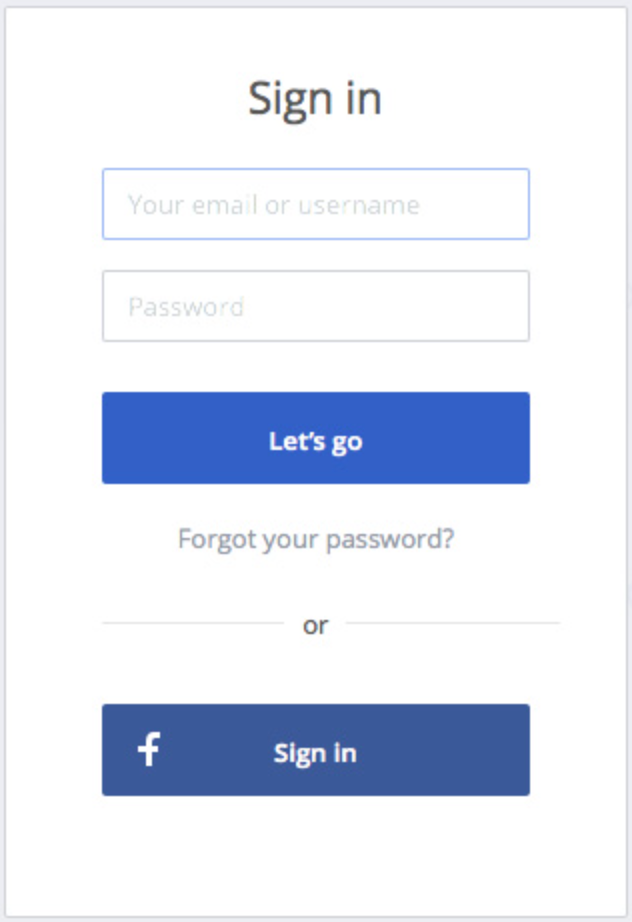 Sign in
Your email or username
Password
Let's go
Forgot your password?
or
Sign in